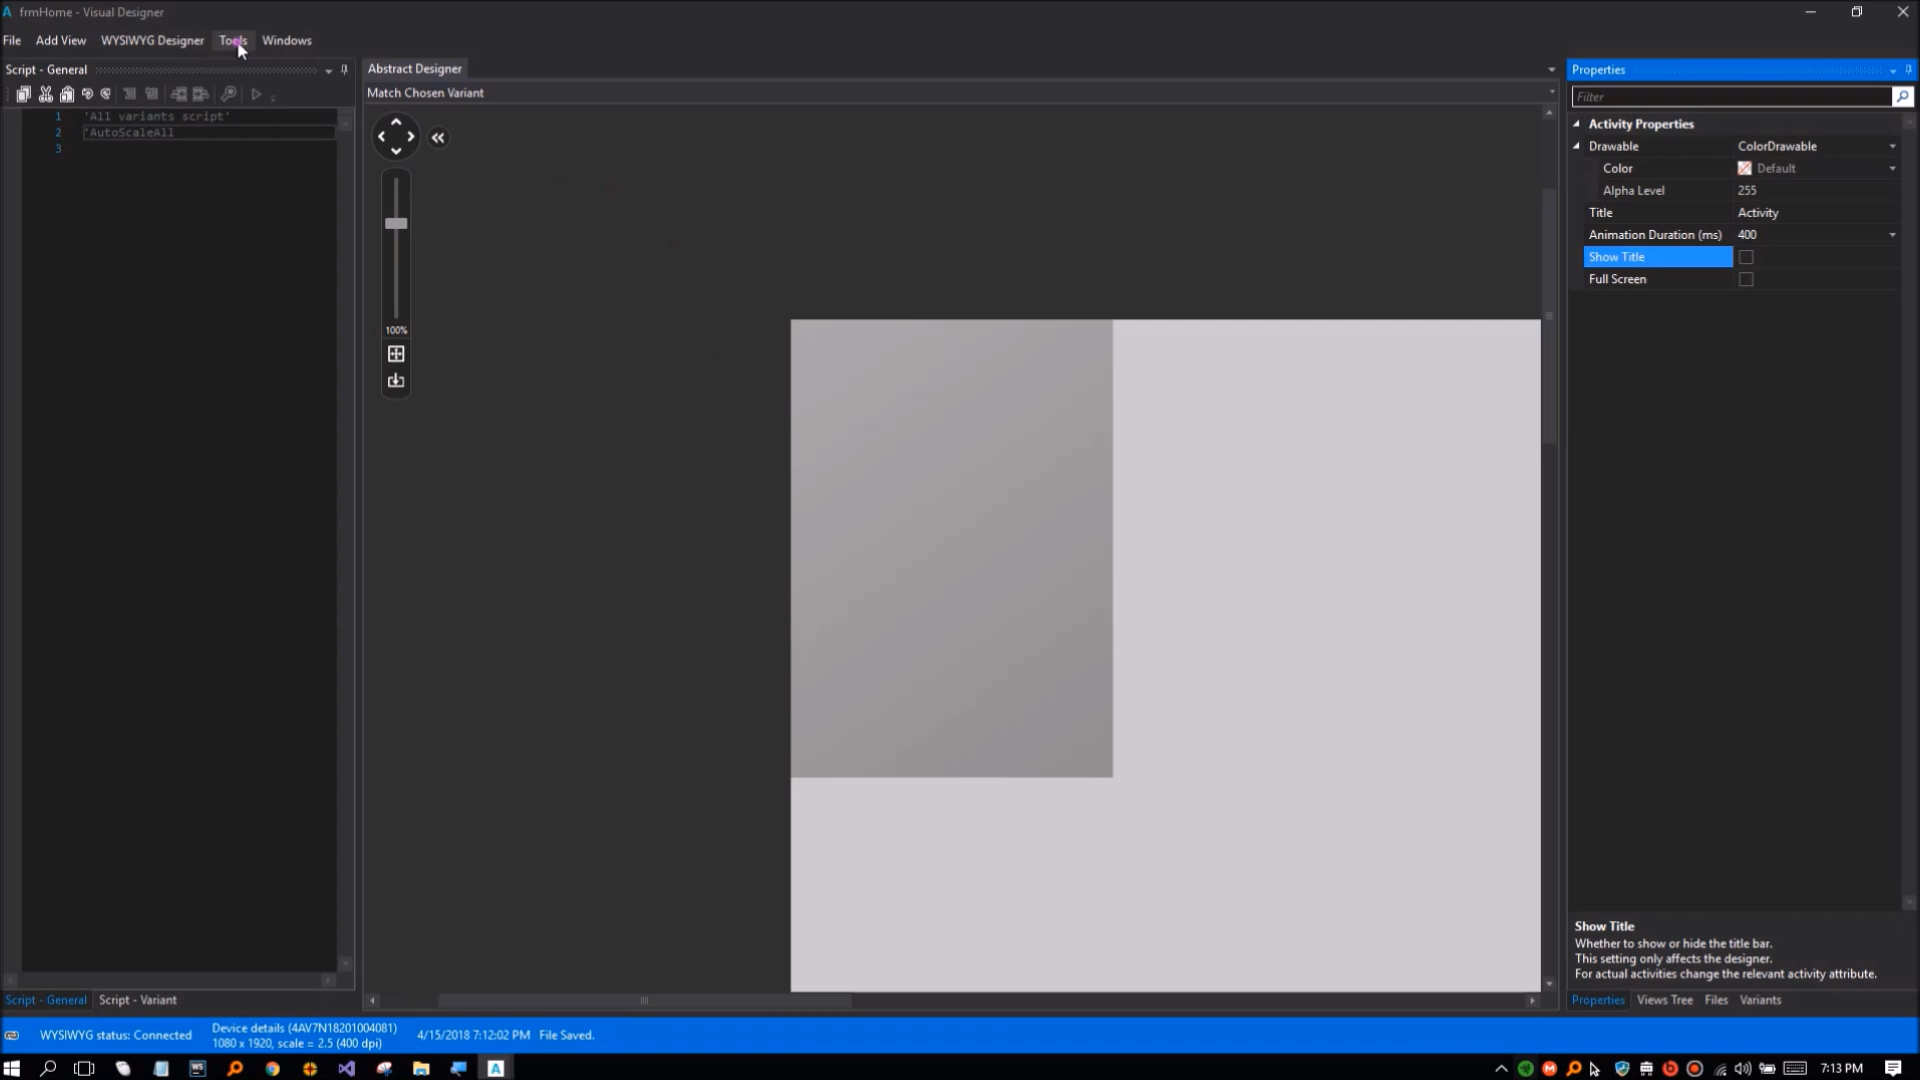 frmHome - Visual Designer
File Add View WYSIWYG Designer Tools Windows
Script - General
Abstract Designer
Properties
Match Chosen Variant
Filter
1 'All variants script'
2 'AutoScaleAll
3
Activity Properties
Drawable ColorDrawable
Color Default
Alpha Level 255
Title Activity
Animation Duration (ms) 400
Show Title
Full Screen
100%
Show Title
Whether to show or hide the title bar.
This setting only affects the designer.
For actual activities change the relevant activity attribute.
Script - General Script - Variant
Properties Views Tree Files Variants
WYSIWYG status: Connected
Device details (4AV7N18201004081)
1080 x 1920, scale = 2.5 (400 dpi)
4/15/2018 7:12:02 PM File Saved.
7:13 PM